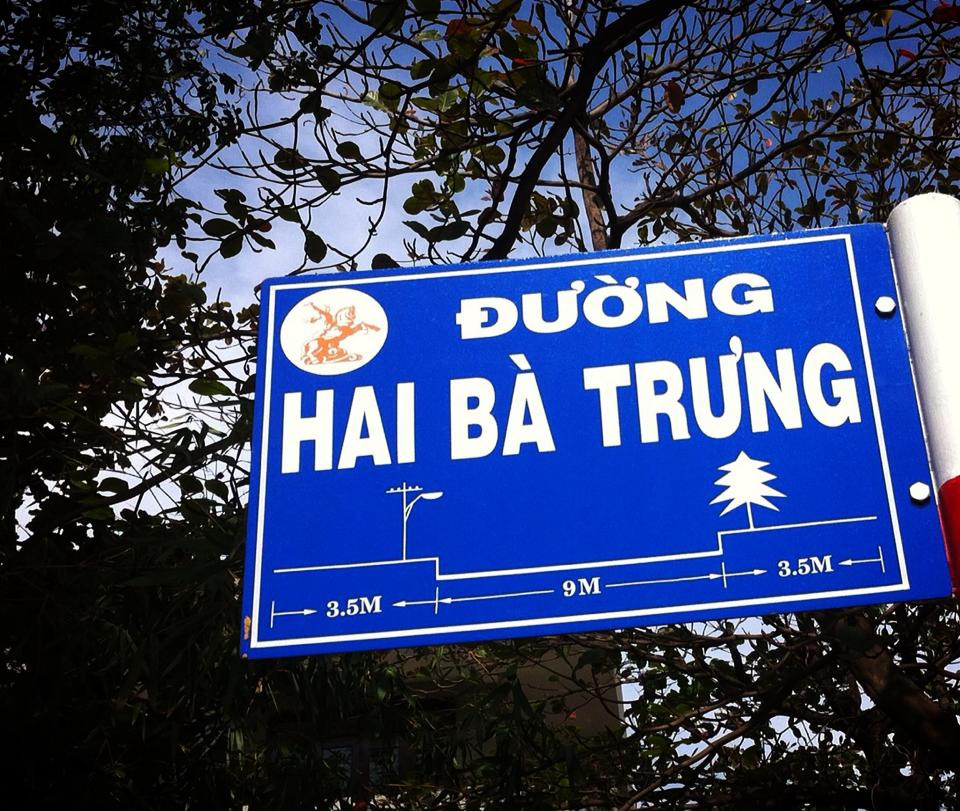 ĐƯỜNG
HAI BÀ TRƯNG
3.5M 9M 3.5M